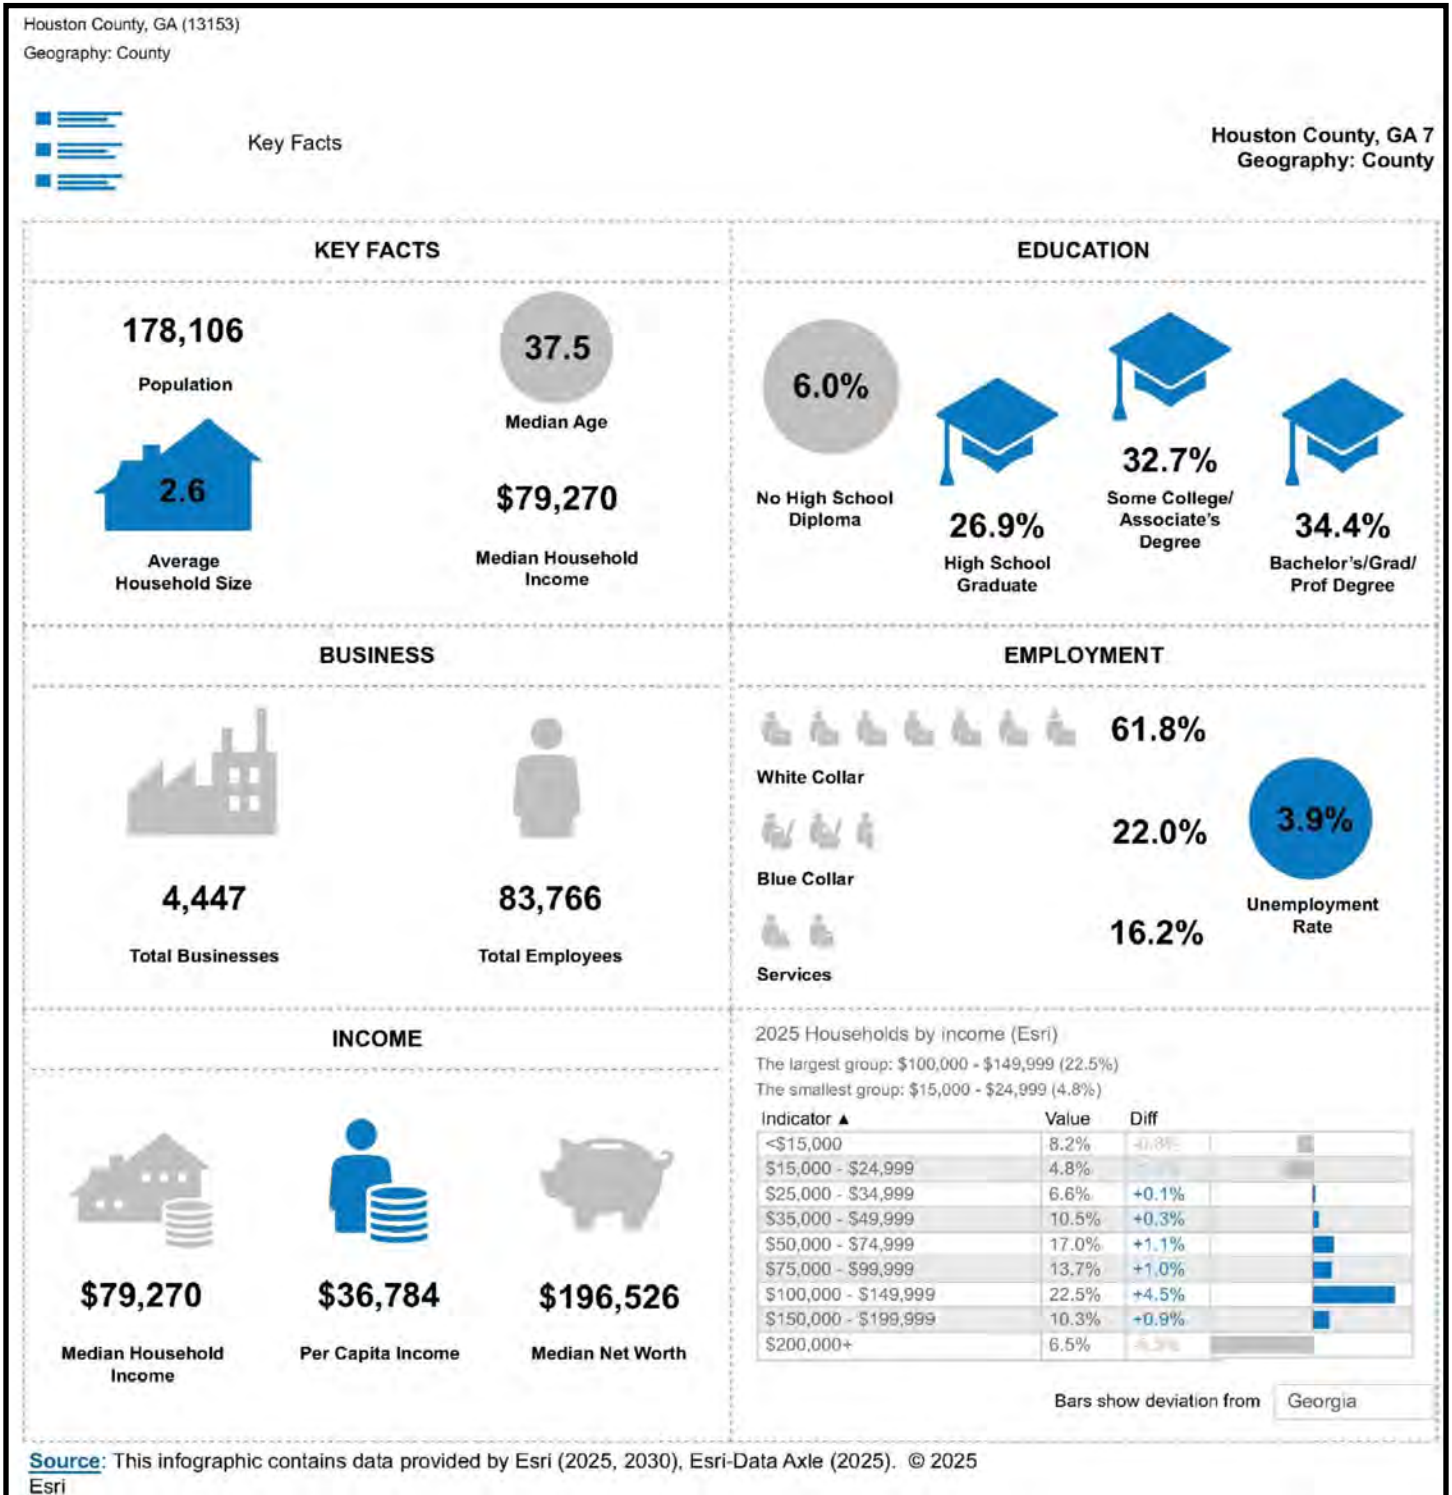 Houston County, GA (13153)
Geography: County
Key Facts
Houston County, GA 7
Geography: County
KEY FACTS
178,106
Population
37.5
Median Age
2.6
Average
Household Size
$79,270
Median Household
Income
EDUCATION
6.0%
No High School
Diploma
26.9%
High School
Graduate
32.7%
Some College/
Associate's
Degree
34.4%
Bachelor's/Grad/
Prof Degree
BUSINESS
4,447
Total Businesses
83,766
Total Employees
EMPLOYMENT
61.8%
White Collar
22.0%
Blue Collar
16.2%
Services
3.9%
Unemployment
Rate
INCOME
$79,270
Median Household
Income
$36,784
Per Capita Income
$196,526
Median Net Worth
2025 Households by income (Esri)
The largest group: $100,000 - $149,999 (22.5%)
The smallest group: $15,000 - $24,999 (4.8%)
Indicator ▲ Value Diff
<$15,000 8.2% -0.8%
$15,000 - $24,999 4.8%
$25,000 - $34,999 6.6% +0.1%
$35,000 - $49,999 10.5% +0.3%
$50,000 - $74,999 17.0% +1.1%
$75,000 - $99,999 13.7% +1.0%
$100,000 - $149,999 22.5% +4.5%
$150,000 - $199,999 10.3% +0.9%
$200,000+ 6.5%
Bars show deviation from Georgia
Source: This infographic contains data provided by Esri (2025, 2030), Esri-Data Axle (2025). © 2025
Esri